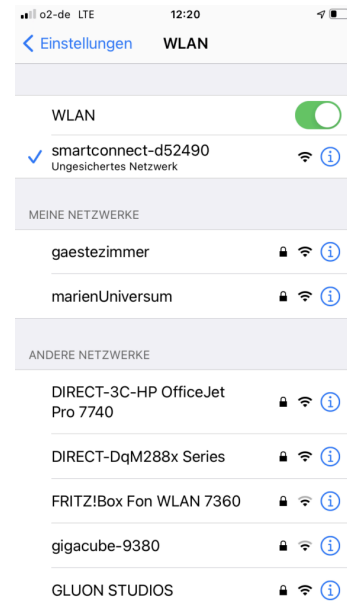 o2-de LTE 12:20
Einstellungen WLAN
WLAN
smartconnect-d52490
Ungesichertes Netzwerk
MEINE NETZWERKE
gaestezimmer
marienUniversum
ANDERE NETZWERKE
DIRECT-3C-HP OfficeJet
Pro 7740
DIRECT-DqM288x Series
FRITZ!Box Fon WLAN 7360
gigacube-9380
GLUON STUDIOS